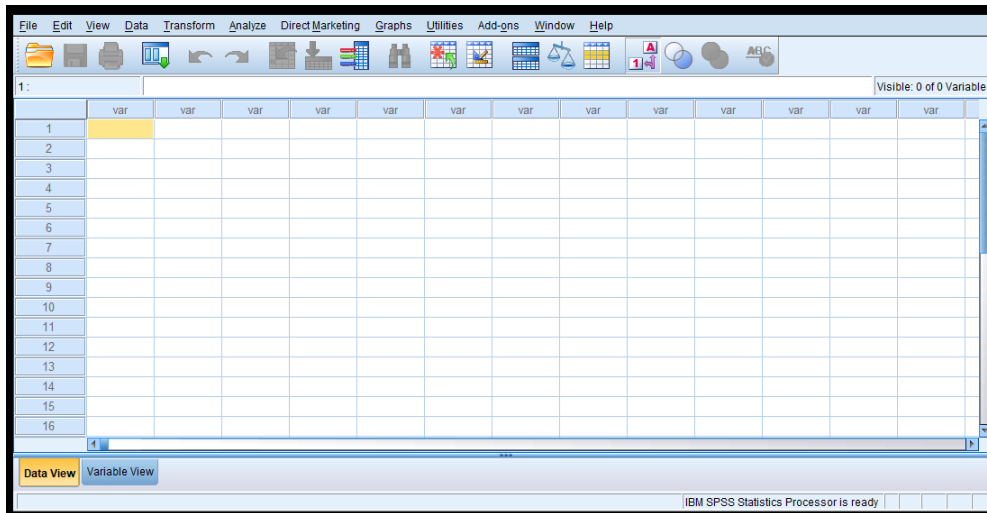 File Edit View Data Transform Analyze Direct Marketing Graphs Utilities Add-ons Window Help
A
1
ABC
1 :
Visible: 0 of 0 Variable
var var var var var var var var var var var var var
1
2
3
4
5
6
7
8
9
10
11
12
13
14
15
16
Data View Variable View
IBM SPSS Statistics Processor is ready